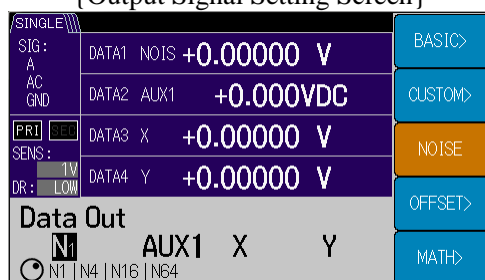 [Output Signal Setting Screen]
SINGLE
SIG:
A
AC
GND
PRI SEC
SENS:
1V
DR: LOW
DATA1 NOIS +0.00000 V
DATA2 AUX1 +0.000VDC
DATA3 X +0.00000 V
DATA4 Y +0.00000 V
Data Out
N1 AUX1 X Y
N1 | N4 | N16 | N64
BASIC>
CUSTOM>
NOISE
OFFSET>
MATH>